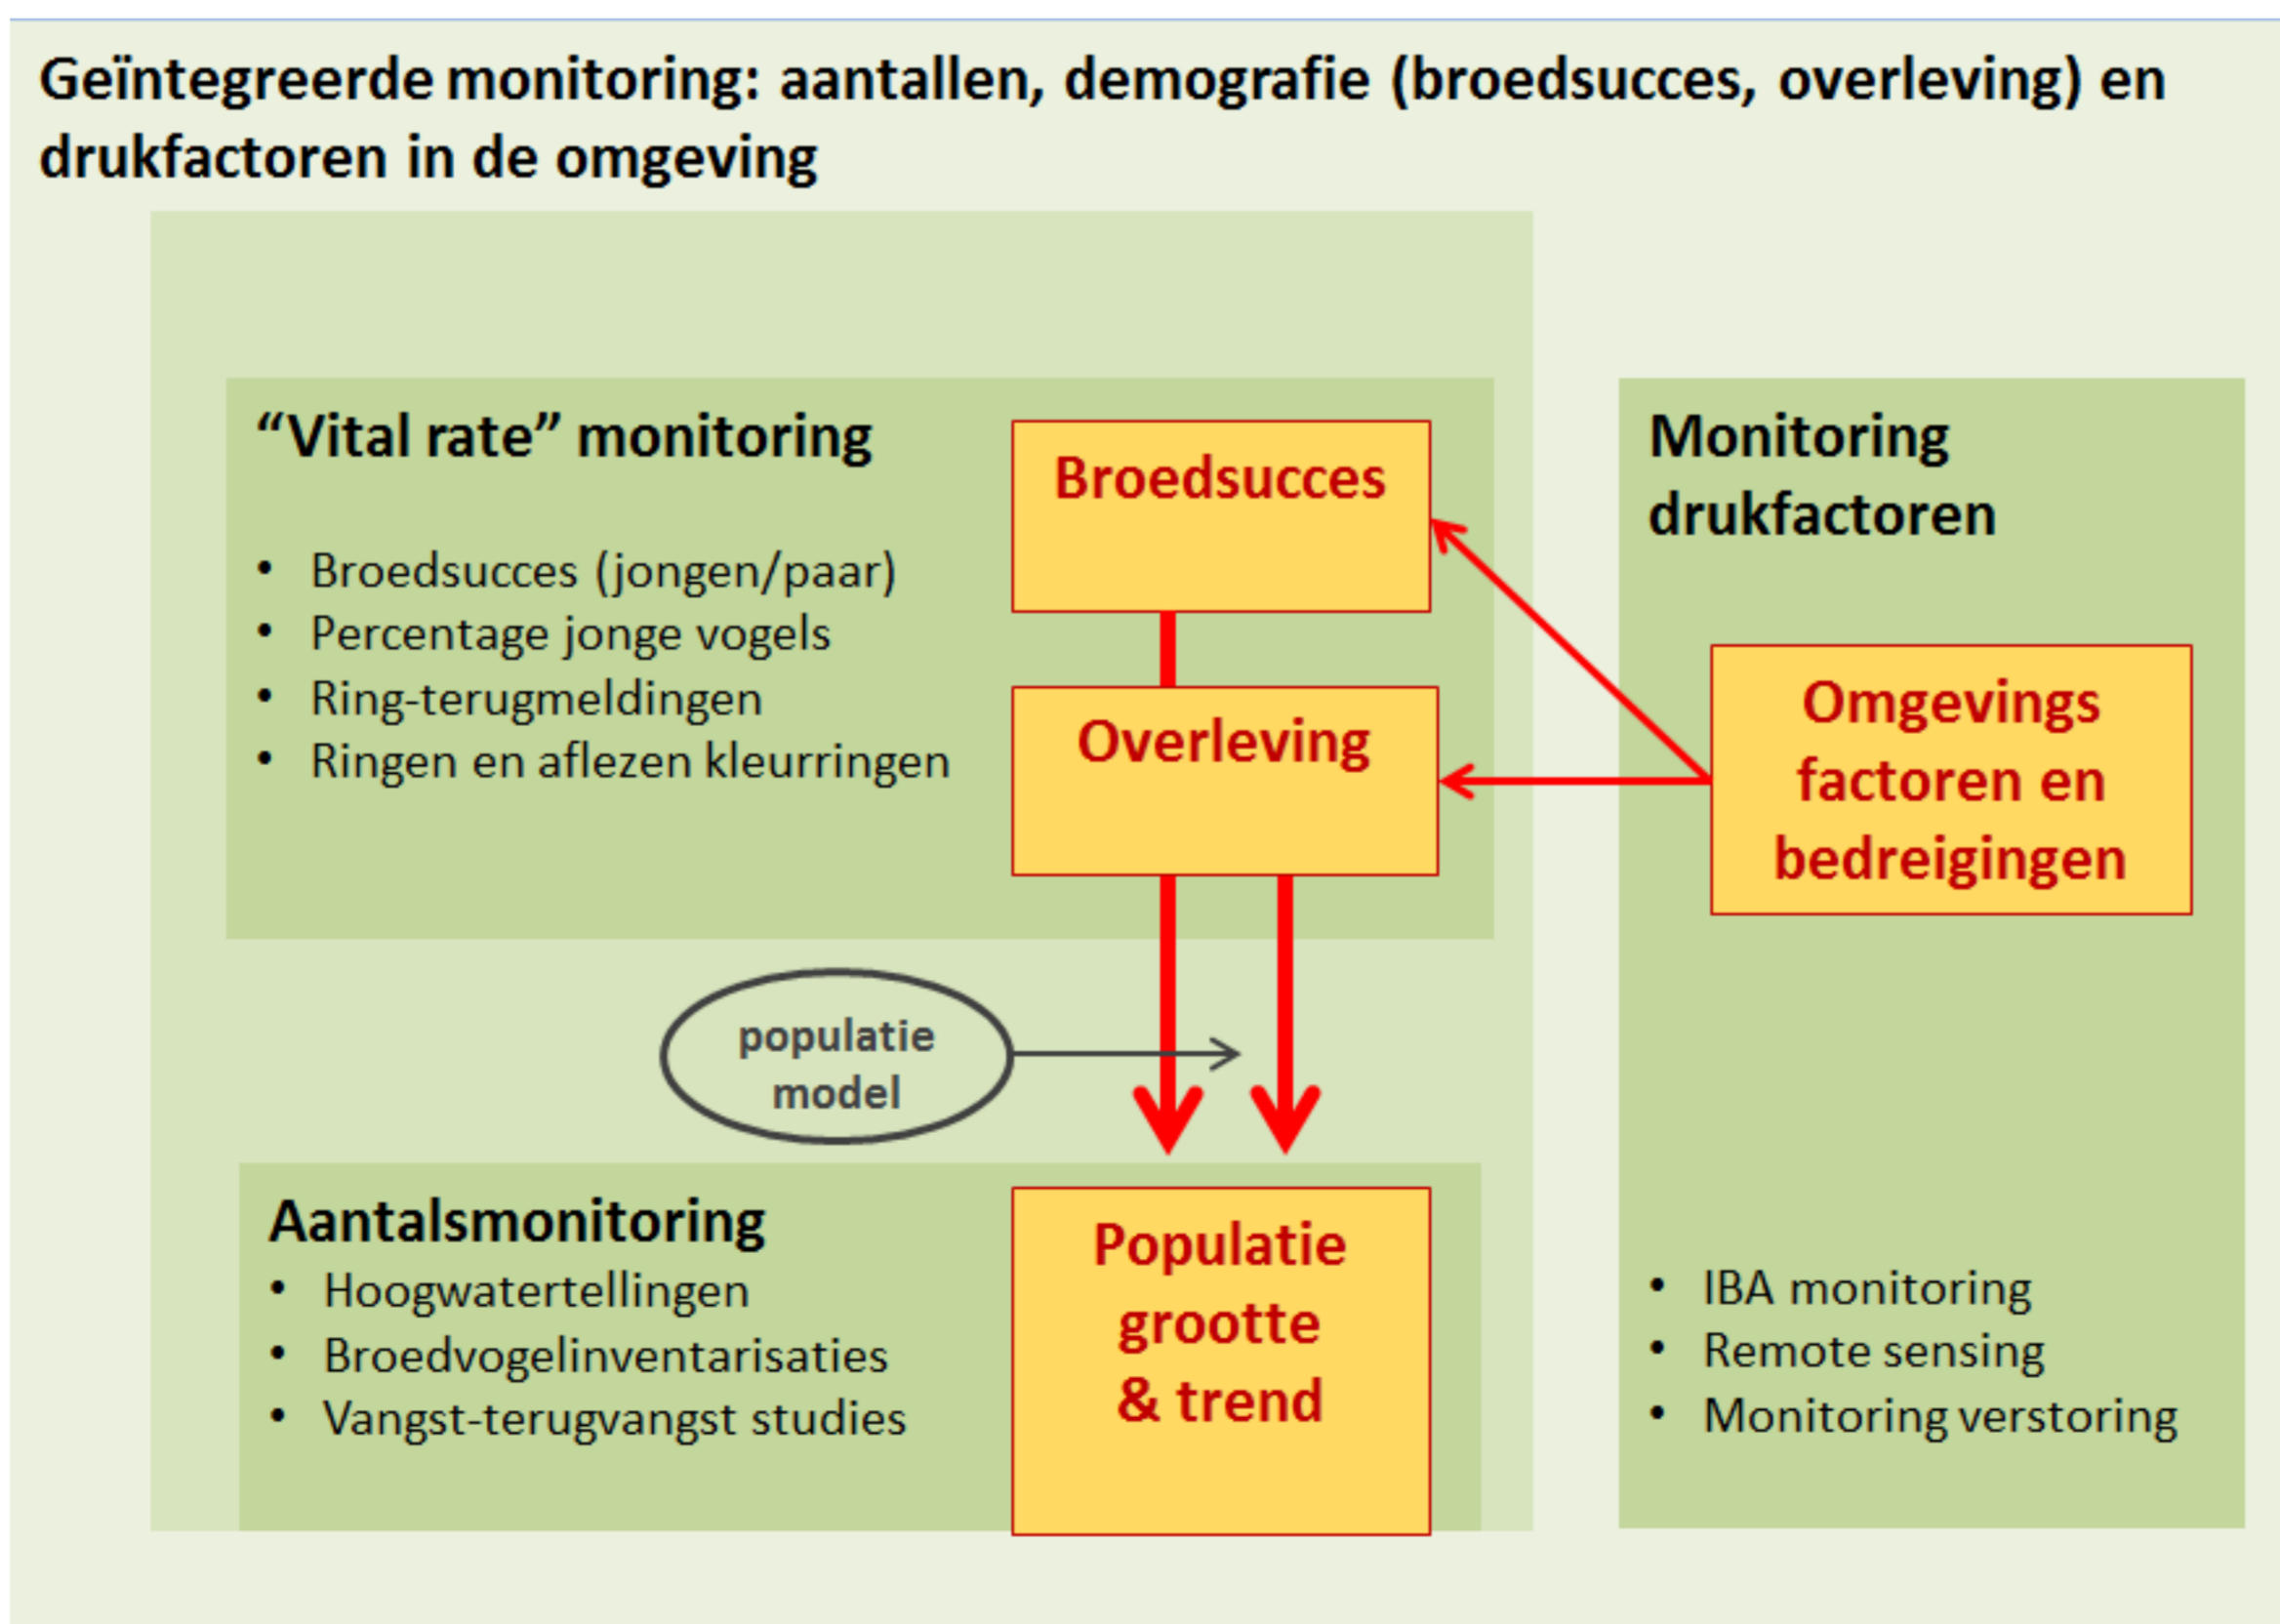 Geïntegreerde monitoring: aantallen, demografie (broedsucces, overleving) en
drukfactoren in de omgeving
“Vital rate” monitoring
• Broedsucces (jongen/paar)
• Percentage jonge vogels
• Ring-terugmeldingen
• Ringen en aflezen kleurringen
Broedsucces
Overleving
Monitoring
drukfactoren
Omgevings
factoren en
bedreigingen
populatie
model
Aantalsmonitoring
• Hoogwatertellingen
• Broedvogelinventarisaties
• Vangst-terugvangst studies
Populatie
grootte
& trend
• IBA monitoring
• Remote sensing
• Monitoring verstoring